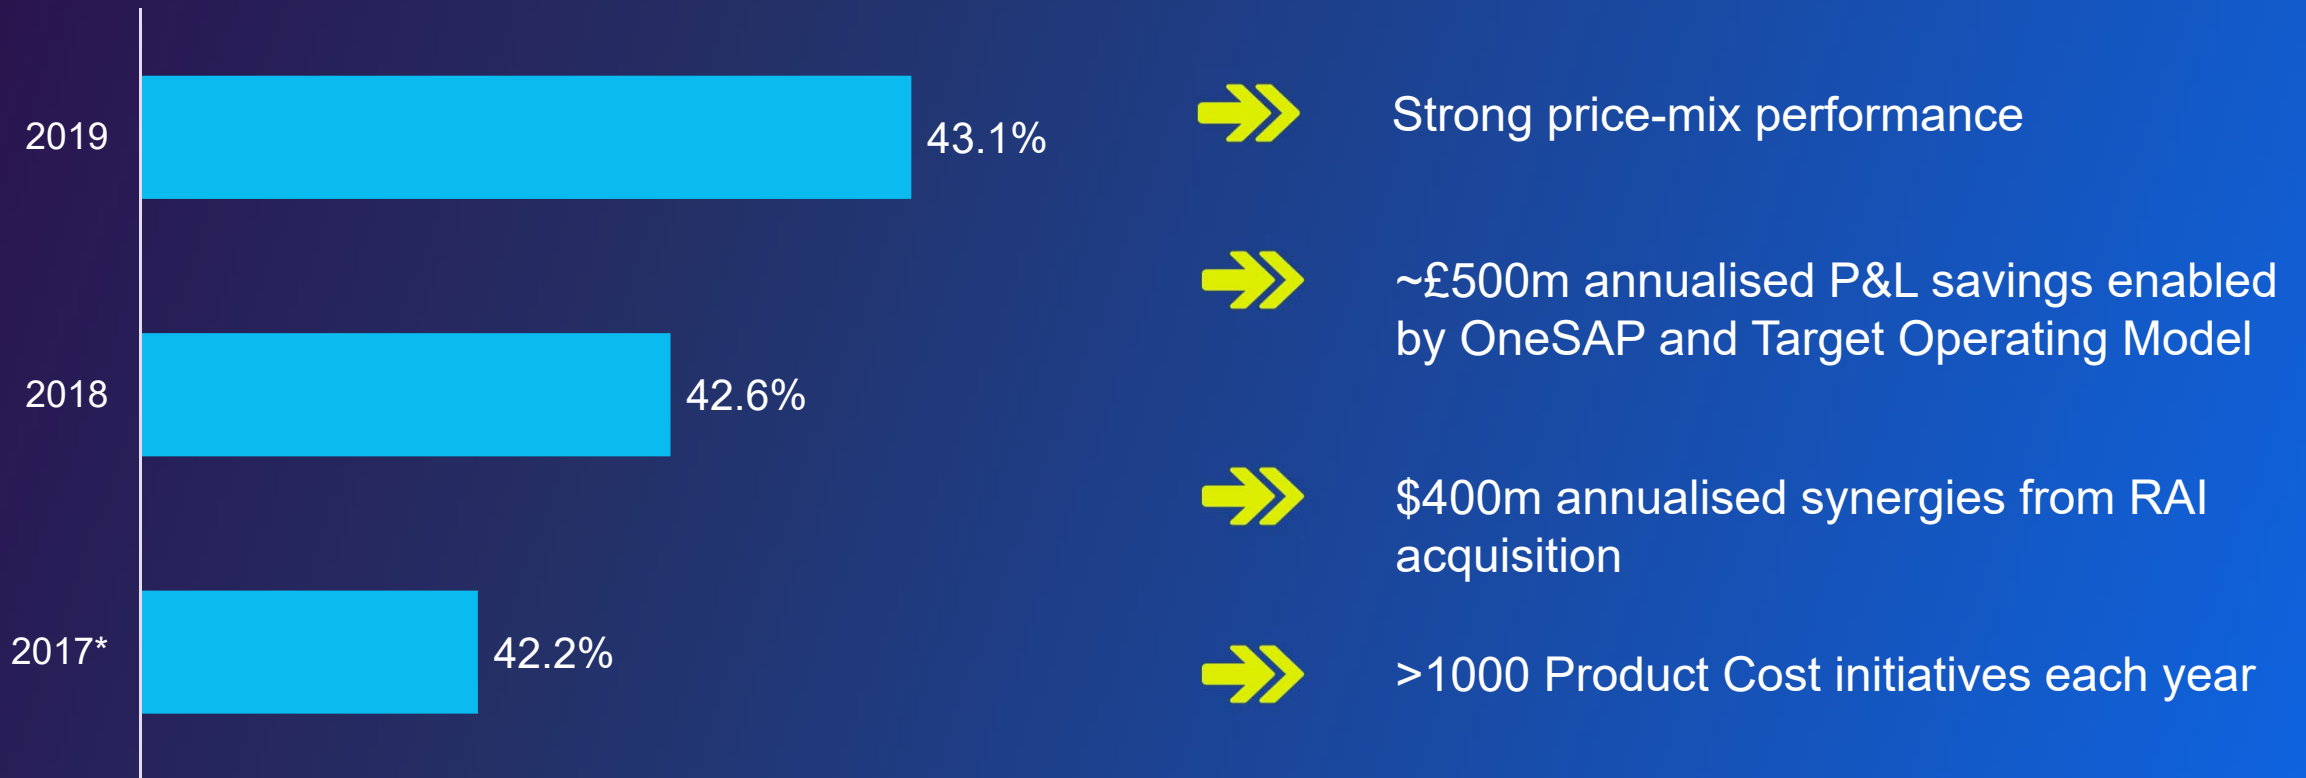 2019
43.1%
2018
42.6%
2017*
42.2%
Strong price-mix performance
~£500m annualised P&L savings enabled
by OneSAP and Target Operating Model
$400m annualised synergies from RAI
acquisition
>1000 Product Cost initiatives each year